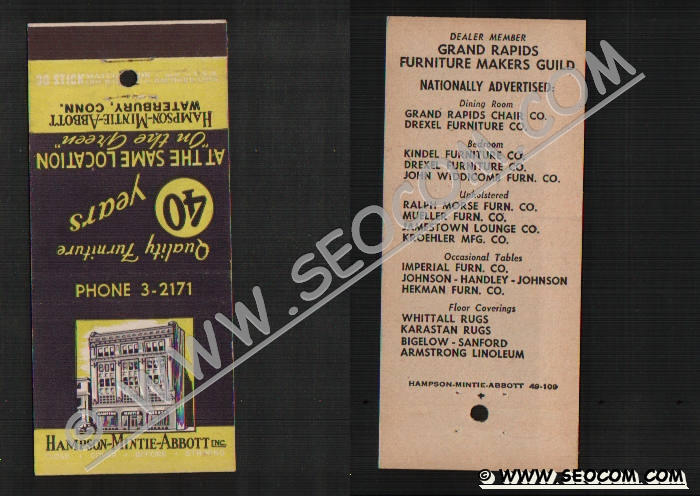 30 STICK
HAMPSON-MINTIE-ABBOTT
WATERBURY, CONN.
"On the Green"
AT THE SAME LOCATION
40 years
Quality Furniture
PHONE 3-2171
HAMPSON-MINTIE-ABBOTT INC.
CLOSE COVER BEFORE STRIKING
DEALER MEMBER
GRAND RAPIDS
FURNITURE MAKERS GUILD
NATIONALLY ADVERTISED:
Dining Room
GRAND RAPIDS CHAIR CO.
DREXEL FURNITURE CO.
Bedroom
KINDEL FURNITURE CO.
DREXEL FURNITURE CO.
JOHN WIDDICOMB FURN. CO.
Upholstered
RALPH MORSE FURN. CO.
MUELLER FURN. CO.
JAMESTOWN LOUNGE CO.
KROEHLER MFG. CO.
Occasional Tables
IMPERIAL FURN. CO.
JOHNSON-HANDLEY-JOHNSON
HEKMAN FURN. CO.
Floor Coverings
WHITTALL RUGS
KARASTAN RUGS
BIGELOW-SANFORD
ARMSTRONG LINOLEUM
HAMPSON-MINTIE-ABBOTT 49-109
© WWW.SEOCOM.COM
© WWW.SEOCOM.COM